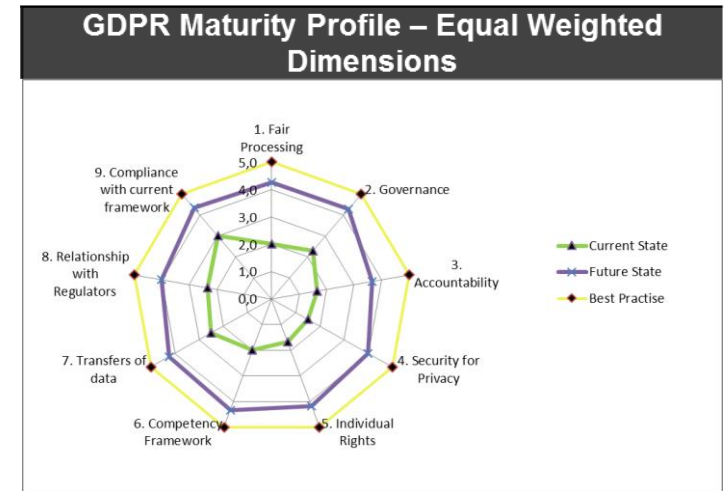 GDPR Maturity Profile – Equal Weighted
Dimensions
1. Fair
Processing
5,0
4,0
3,0
2,0
1,0
0,0
2. Governance
3.
Accountability
4. Security for
Privacy
5. Individual
Rights
6. Competency
Framework
7. Transfers of
data
8. Relationship
with
Regulators
9. Compliance
with current
framework
Current State
Future State
Best Practise